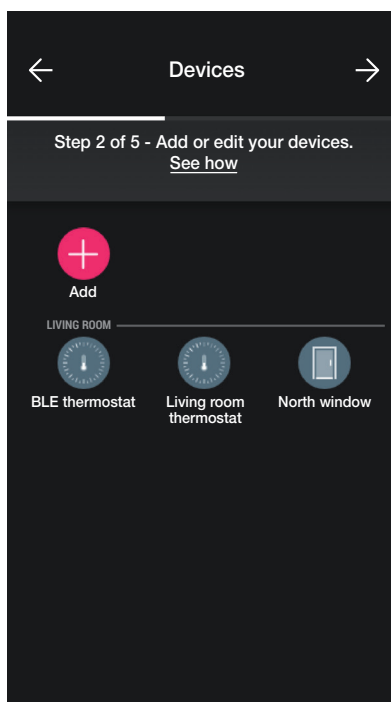 Devices
Step 2 of 5 - Add or edit your devices.
See how
Add
LIVING ROOM
BLE thermostat
Living room
thermostat
North window